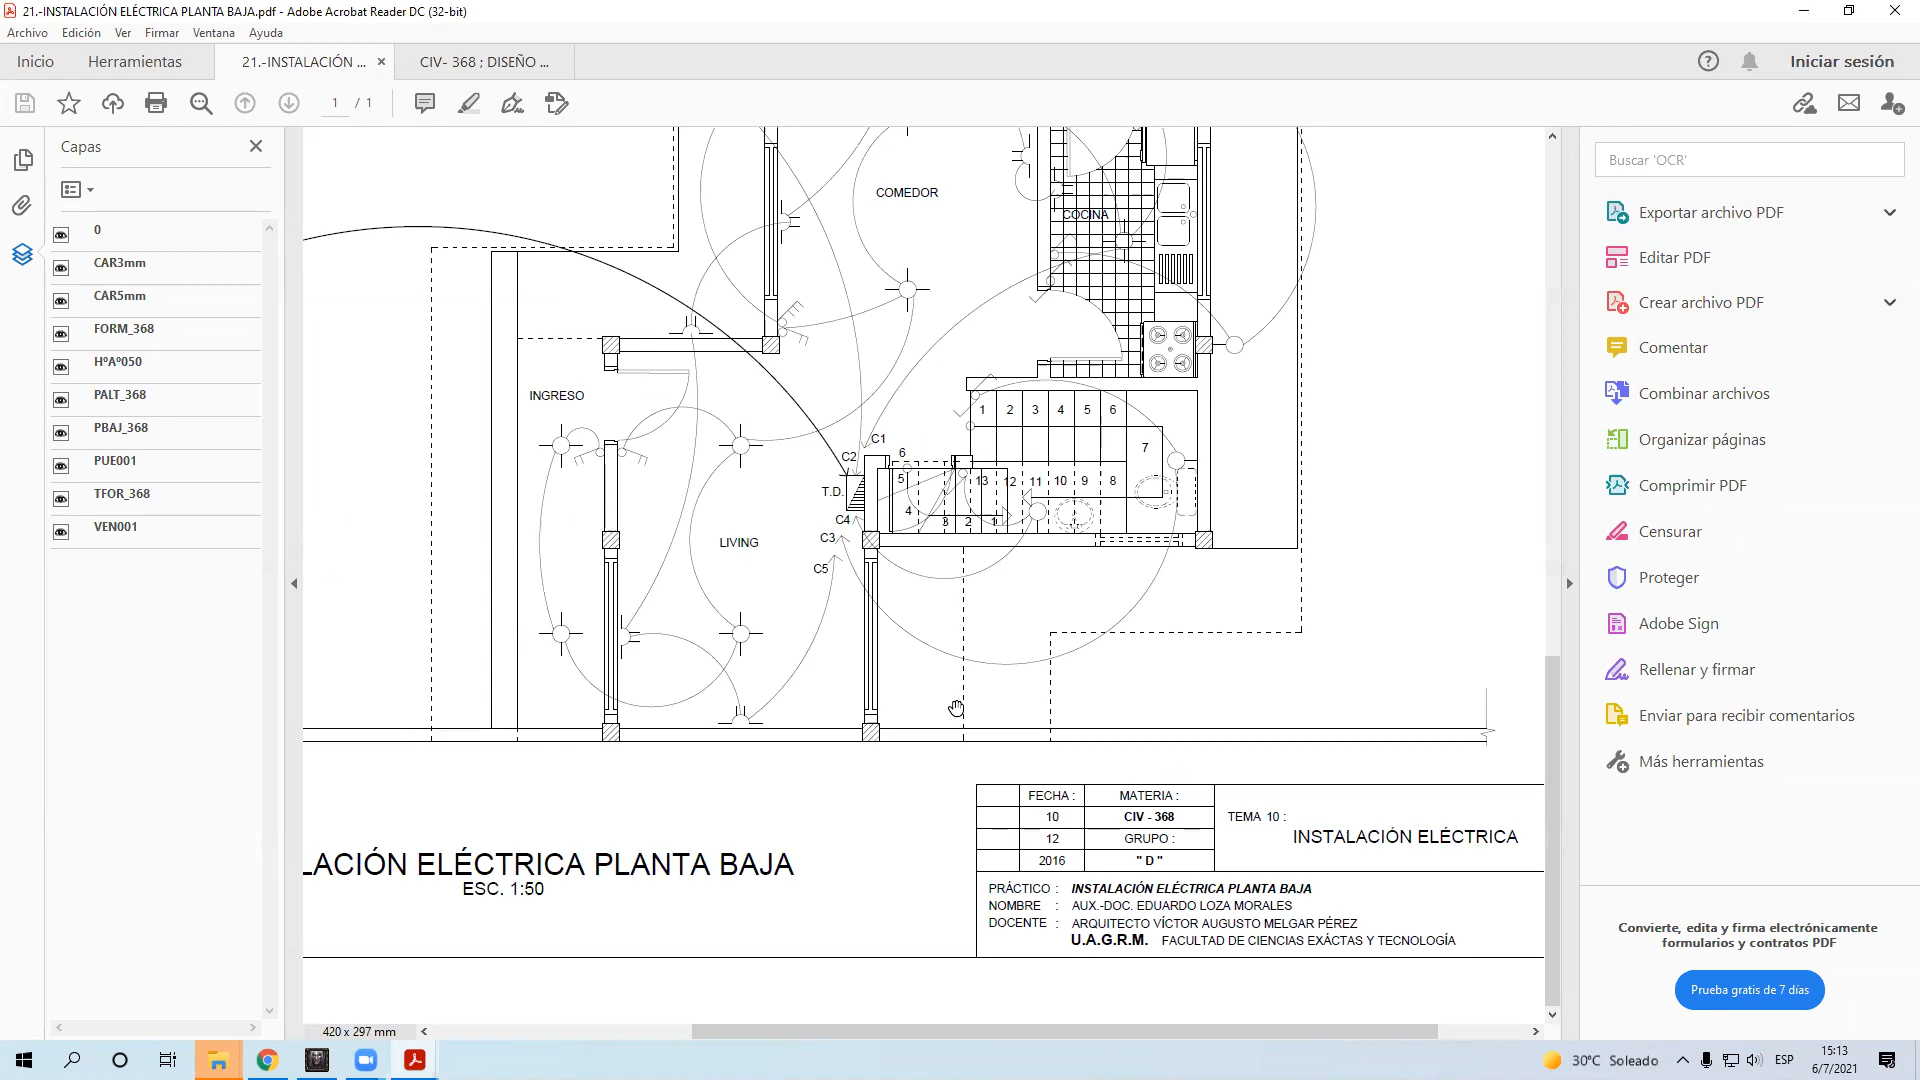 21.-INSTALACIÓN ELÉCTRICA PLANTA BAJA.pdf - Adobe Acrobat Reader DC (32-bit)
Archivo Edición Ver Firmar Ventana Ayuda
Inicio Herramientas 21.-INSTALACIÓN ... CIV- 368 ; DISEÑO ... Iniciar sesión
1 / 1
Capas
0
CAR3mm
CAR5mm
FORM_368
HºAº050
PALT_368
PBAJ_368
PUE001
TFOR_368
VEN001
COMEDOR
COCINA
INGRESO
1 2 3 4 5 6
C1
C2
6
7
5
13 12 11 10 9 8
T.D.
4
3 2 1
C4
C3
LIVING
C5
LACIÓN ELÉCTRICA PLANTA BAJA
ESC. 1:50
FECHA : MATERIA :
10 CIV - 368 TEMA 10 :
12 GRUPO : INSTALACIÓN ELÉCTRICA
2016 " D "
PRÁCTICO : INSTALACIÓN ELÉCTRICA PLANTA BAJA
NOMBRE : AUX.-DOC. EDUARDO LOZA MORALES
DOCENTE : ARQUITECTO VÍCTOR AUGUSTO MELGAR PÉREZ
U.A.G.R.M. FACULTAD DE CIENCIAS EXÁCTAS Y TECNOLOGÍA
420 x 297 mm
Buscar 'OCR'
Exportar archivo PDF
Editar PDF
Crear archivo PDF
Comentar
Combinar archivos
Organizar páginas
Comprimir PDF
Censurar
Proteger
Adobe Sign
Rellenar y firmar
Enviar para recibir comentarios
Más herramientas
Convierte, edita y firma electrónicamente
formularios y contratos PDF
Prueba gratis de 7 días
30°C Soleado
ESP
15:13
6/7/2021